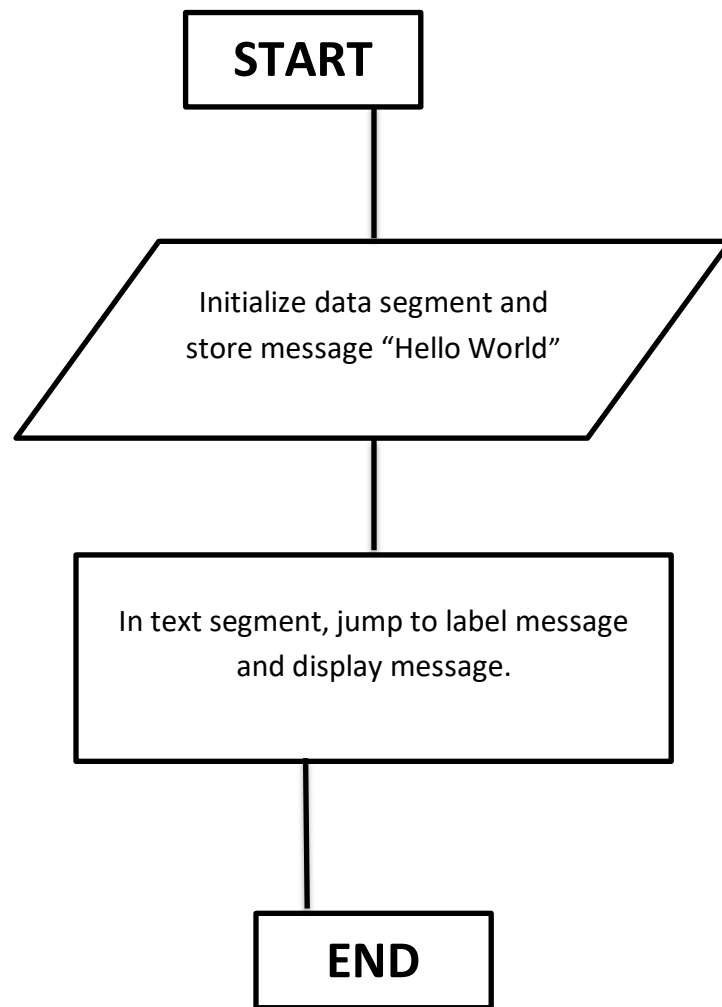 START
Initialize data segment and
store message “Hello World”
In text segment, jump to label message
and display message.
END